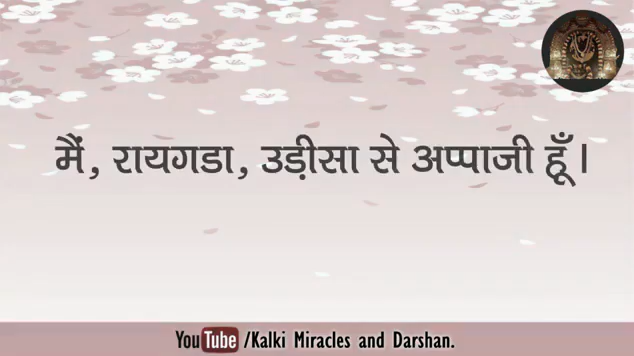 मैं, रायगडा, उड़ीसा से अप्पाजी हूँ।
YouTube /Kalki Miracles and Darshan.